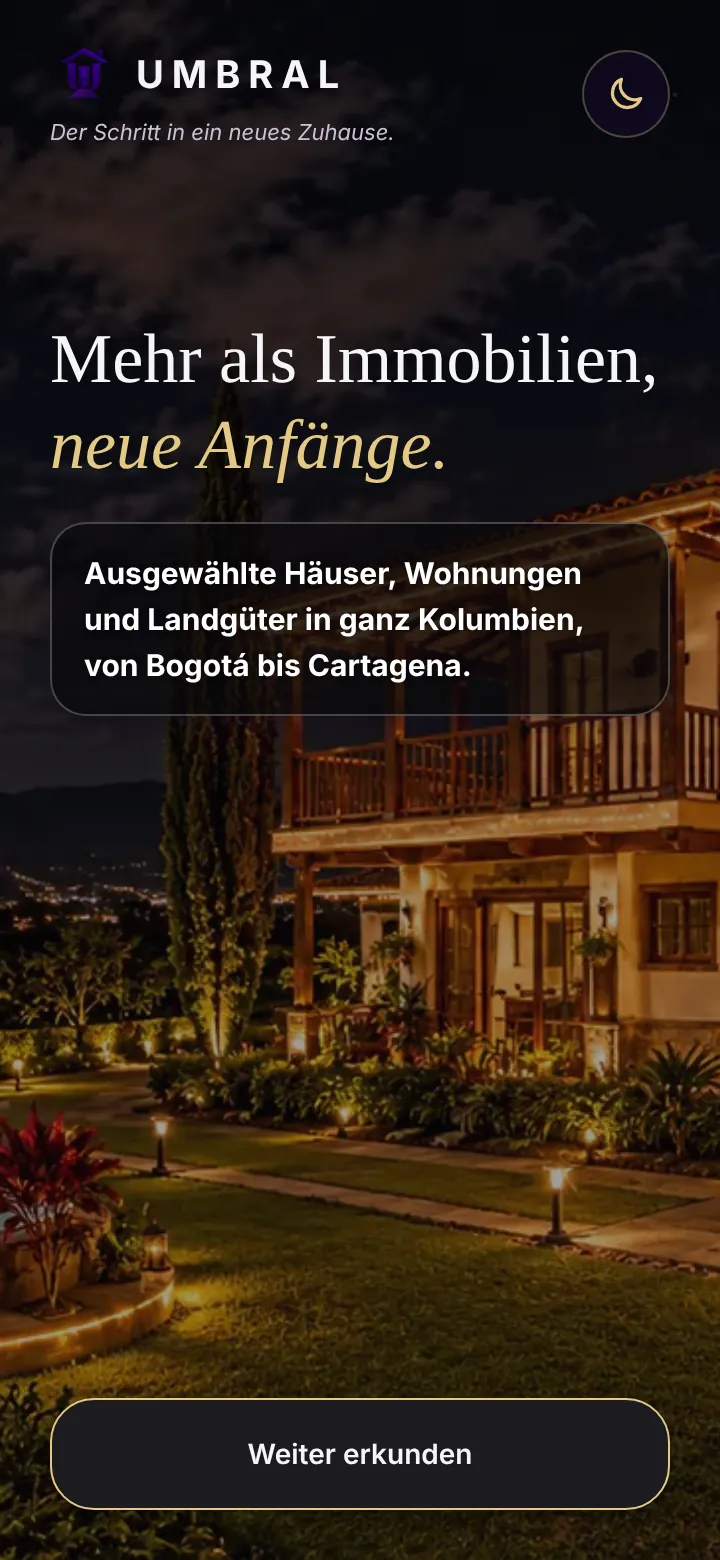 UMBRAL
Der Schritt in ein neues Zuhause.
Mehr als Immobilien,
neue Anfänge.
Ausgewählte Häuser, Wohnungen
und Landgüter in ganz Kolumbien,
von Bogotá bis Cartagena.
Weiter erkunden